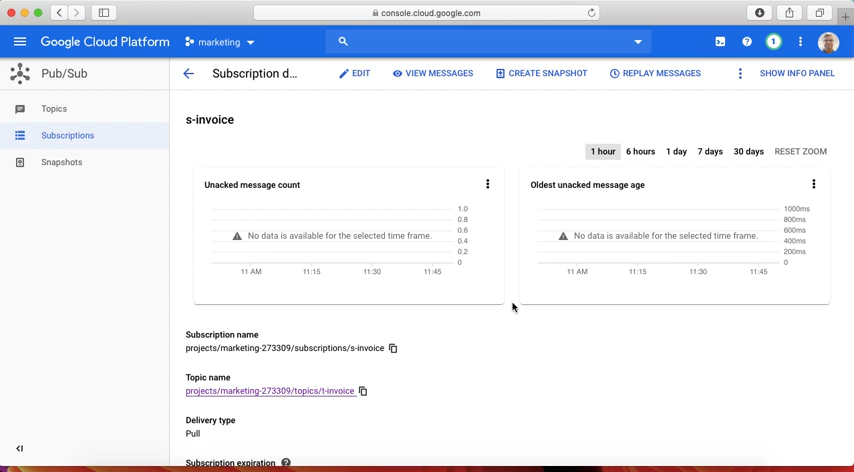 console.cloud.google.com
Google Cloud Platform
marketing
1
Pub/Sub
Subscription d...
EDIT
VIEW MESSAGES
CREATE SNAPSHOT
REPLAY MESSAGES
SHOW INFO PANEL
Topics
Subscriptions
Snapshots
s-invoice
1 hour 6 hours 1 day 7 days 30 days RESET ZOOM
Unacked message count
1.0
0.8
0.6
0.4
0.2
0
No data is available for the selected time frame.
11 AM 11:15 11:30 11:45
Oldest unacked message age
1000ms
800ms
600ms
400ms
200ms
0
No data is available for the selected time frame.
11 AM 11:15 11:30 11:45
Subscription name
projects/marketing-273309/subscriptions/s-invoice
Topic name
projects/marketing-273309/topics/t-invoice
Delivery type
Pull
Subscription expiration